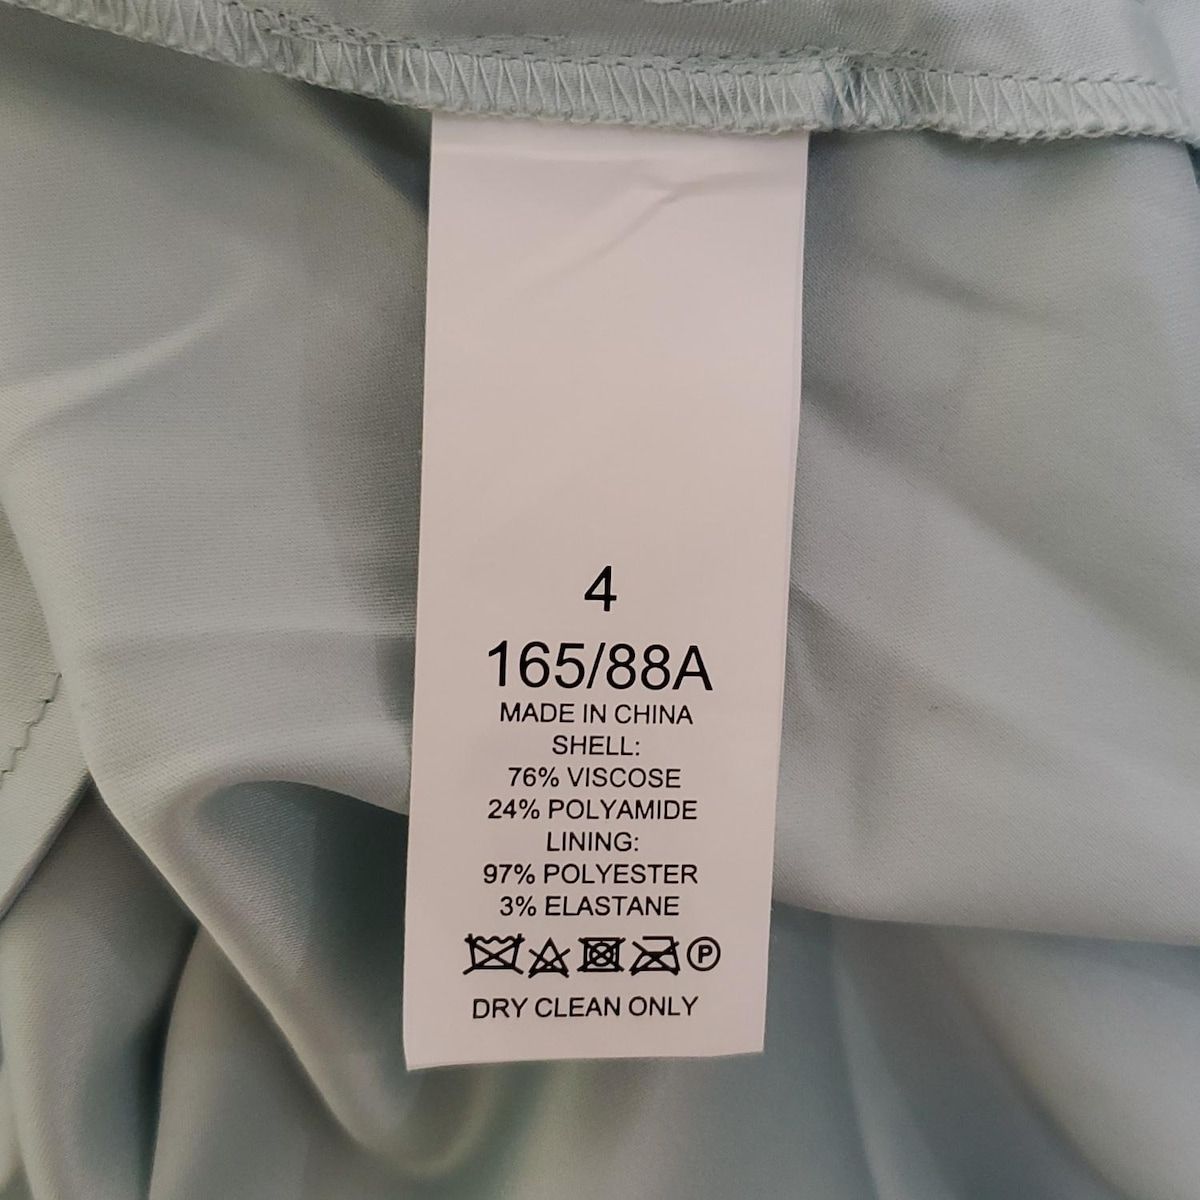 4
165/88A
MADE IN CHINA
SHELL:
76% VISCOSE
24% POLYAMIDE
LINING:
97% POLYESTER
3% ELASTANE
P
DRY CLEAN ONLY